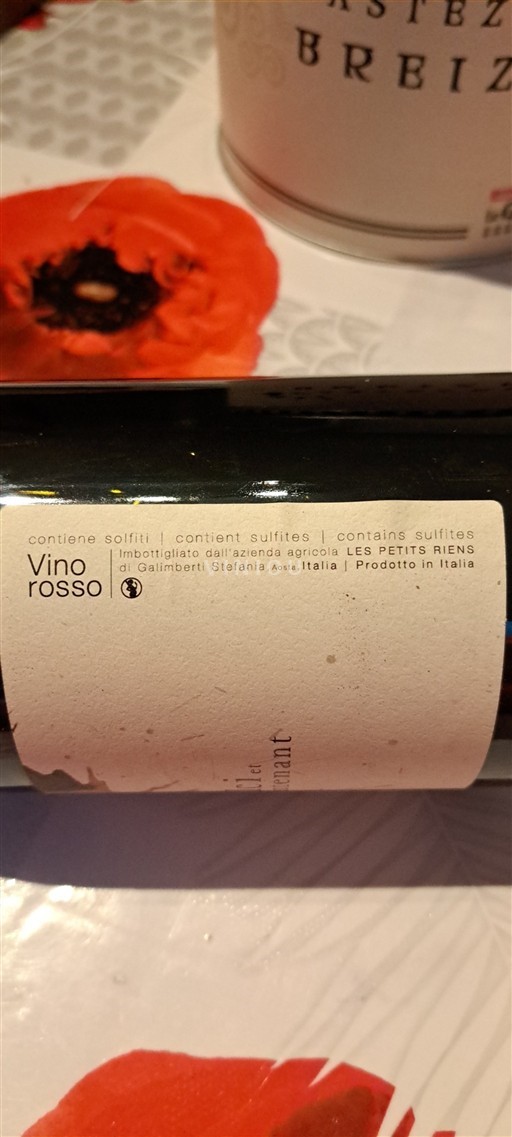 BREIZ
contiene solfiti | contient sulfites | contains sulfites
Vino
rosso
Imbottigliato dall'azienda agricola LES PETITS RIENS
di Galimberti Stefania Aosta Italia | Prodotto in Italia
et